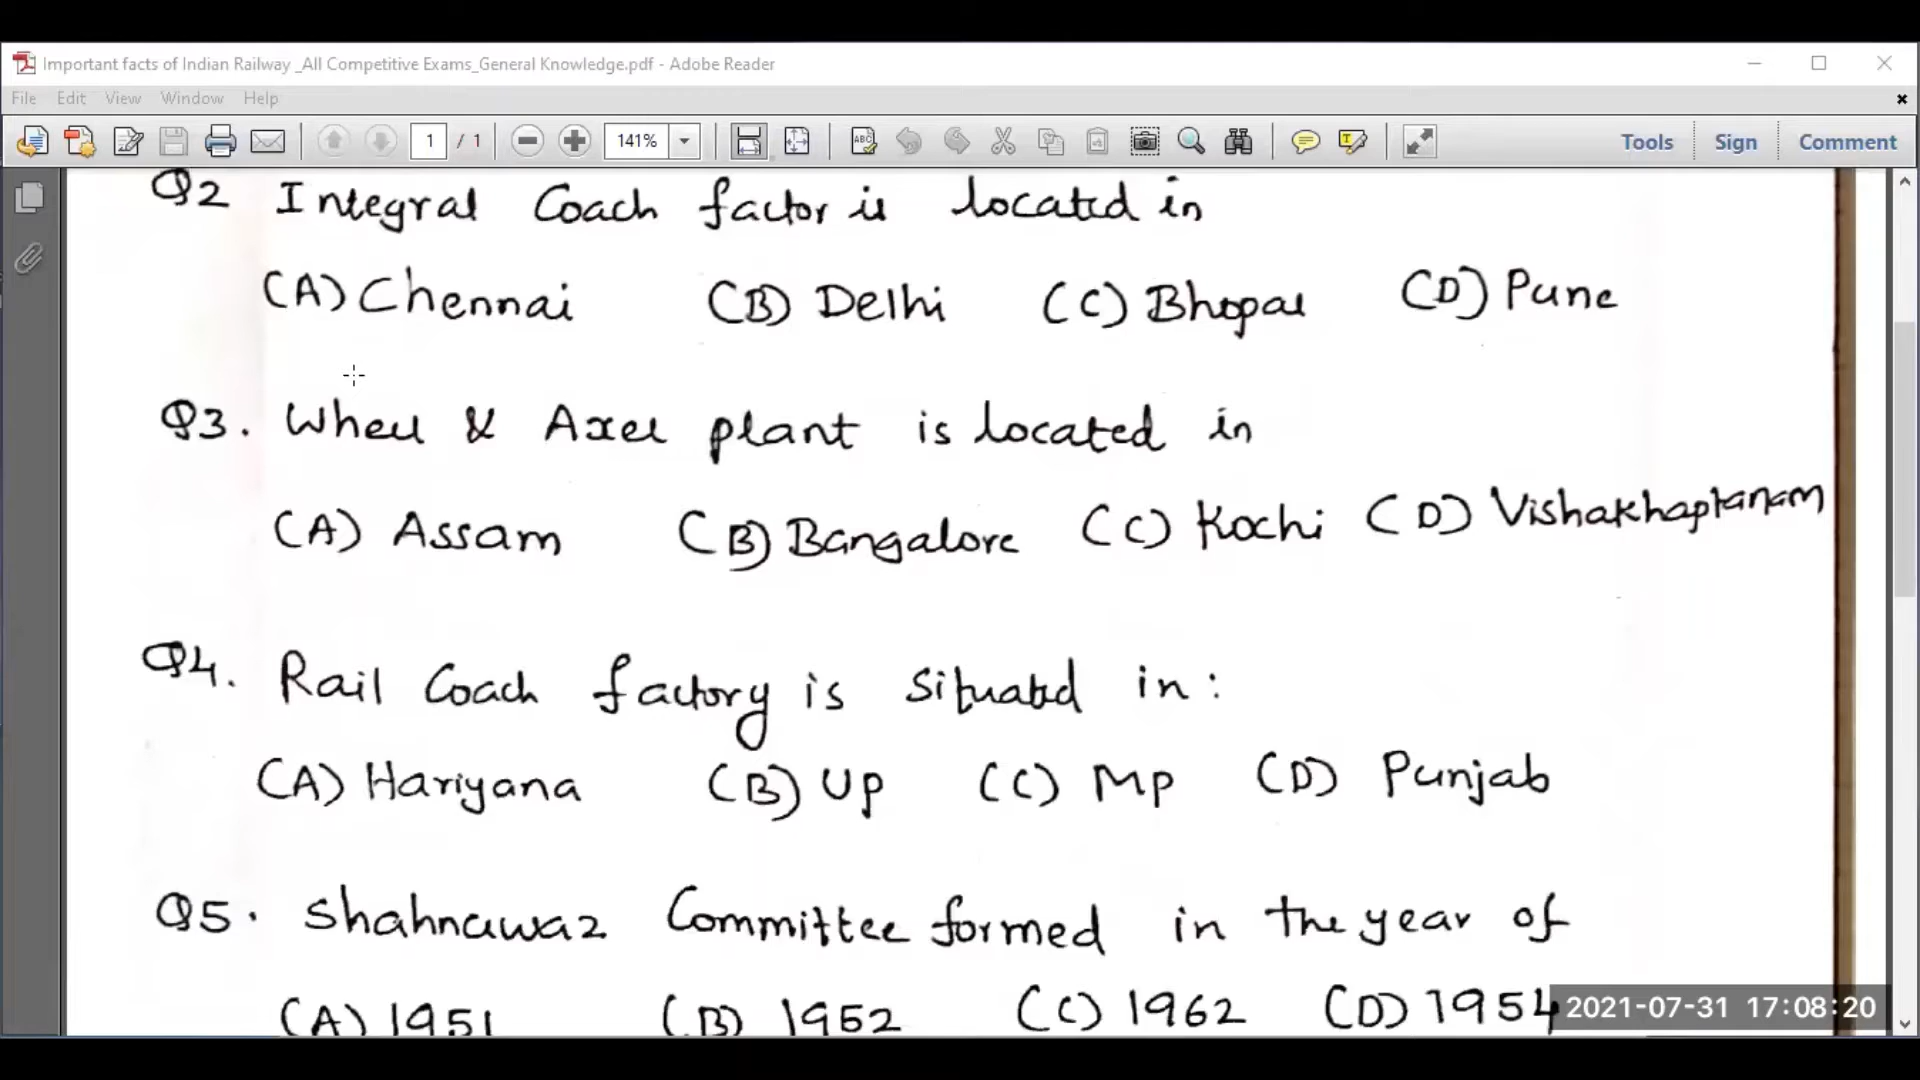 Important facts of Indian Railway _All Competitive Exams_General Knowledge.pdf - Adobe Reader
File Edit View Window Help
1 / 1 141% Tools Sign Comment
Q2 Integral Coach factor is located in
(A) Chennai (B) Delhi (C) Bhopal (D) Pune
Q3. Wheel & Axel plant is located in
(A) Assam (B) Bangalore (C) Kochi (D) Vishakhaptanam
Q4. Rail Coach factory is situated in:
(A) Hariyana (B) UP (C) MP (D) Punjab
Q5. Shahnawaz Committee formed in the year of
(A) 1951 (B) 1952 (C) 1962 (D) 1954
2021-07-31 17:08:20